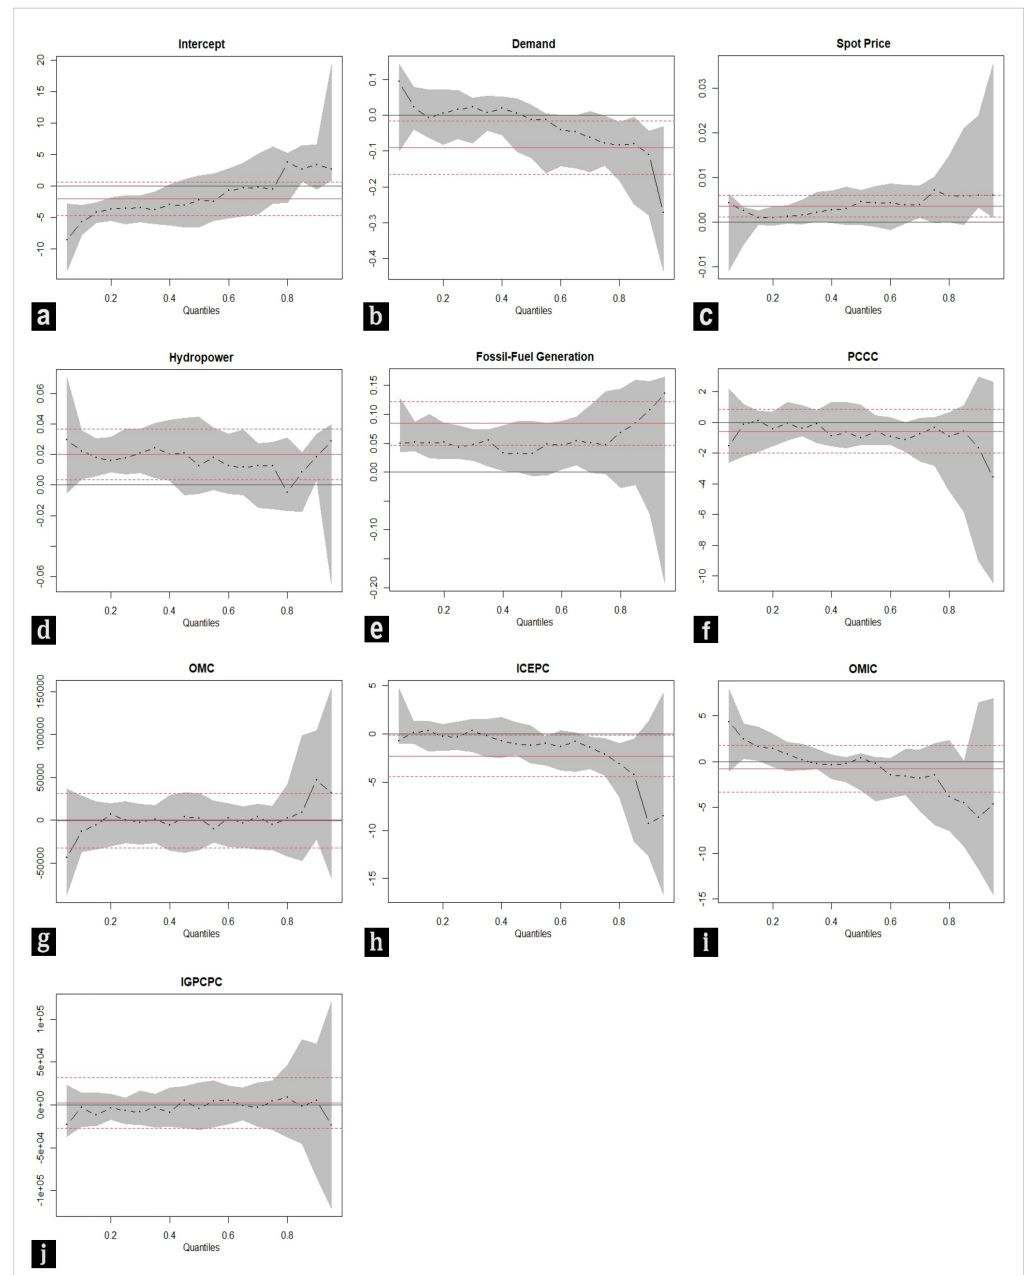 Intercept
20
15
10
5
0
-5
-10
0.2 0.4 0.6 0.8
Quantiles
a
Demand
0.1
0.0
-0.1
-0.2
-0.3
-0.4
0.2 0.4 0.6 0.8
Quantiles
b
Spot Price
0.03
0.02
0.01
0.00
-0.01
0.2 0.4 0.6 0.8
Quantiles
c
Hydropower
0.06
0.04
0.02
0.00
-0.02
-0.06
0.2 0.4 0.6 0.8
Quantiles
d
Fossil-Fuel Generation
0.15
0.10
0.05
0.00
-0.10
-0.20
0.2 0.4 0.6 0.8
Quantiles
e
PCCC
2
0
-2
-4
-6
-8
-10
0.2 0.4 0.6 0.8
Quantiles
f
OMC
150000
100000
50000
0
-50000
0.2 0.4 0.6 0.8
Quantiles
g
ICEPC
5
0
-5
-10
-15
0.2 0.4 0.6 0.8
Quantiles
h
OMIC
5
0
-5
-10
-15
0.2 0.4 0.6 0.8
Quantiles
i
IGPCPC
1e+05
5e+04
0e+00
-5e+04
-1e+05
0.2 0.4 0.6 0.8
Quantiles
j